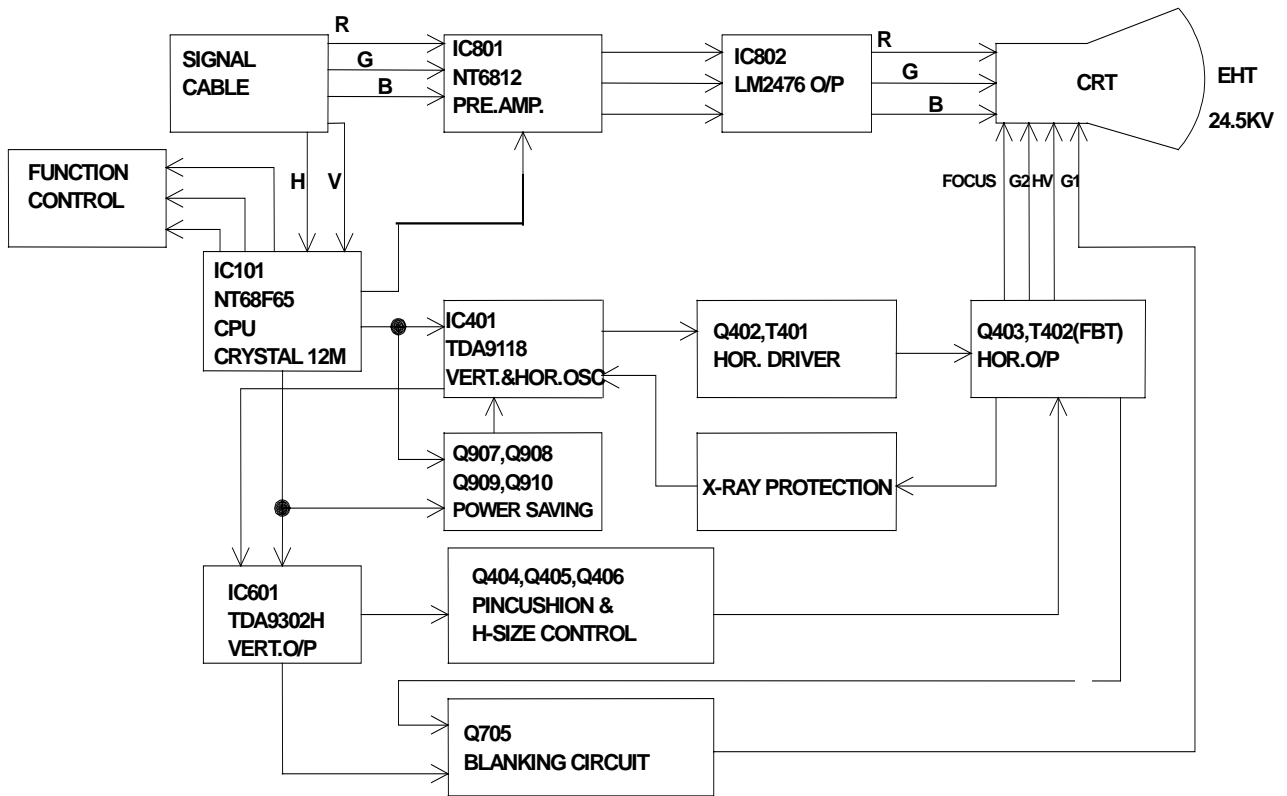 R
G
B
SIGNAL
CABLE
IC801
NT6812
PRE.AMP.
IC802
LM2476 O/P
R
G
B
CRT
EHT
24.5KV
FUNCTION
CONTROL
H
V
FOCUS
G2
HV
G1
IC101
NT68F65
CPU
CRYSTAL 12M
IC401
TDA9118
VERT.&HOR.OSC
Q402,T401
HOR. DRIVER
Q403,T402(FBT)
HOR.O/P
Q907,Q908
Q909,Q910
POWER SAVING
X-RAY PROTECTION
IC601
TDA9302H
VERT.O/P
Q404,Q405,Q406
PINCUSHION &
H-SIZE CONTROL
Q705
BLANKING CIRCUIT